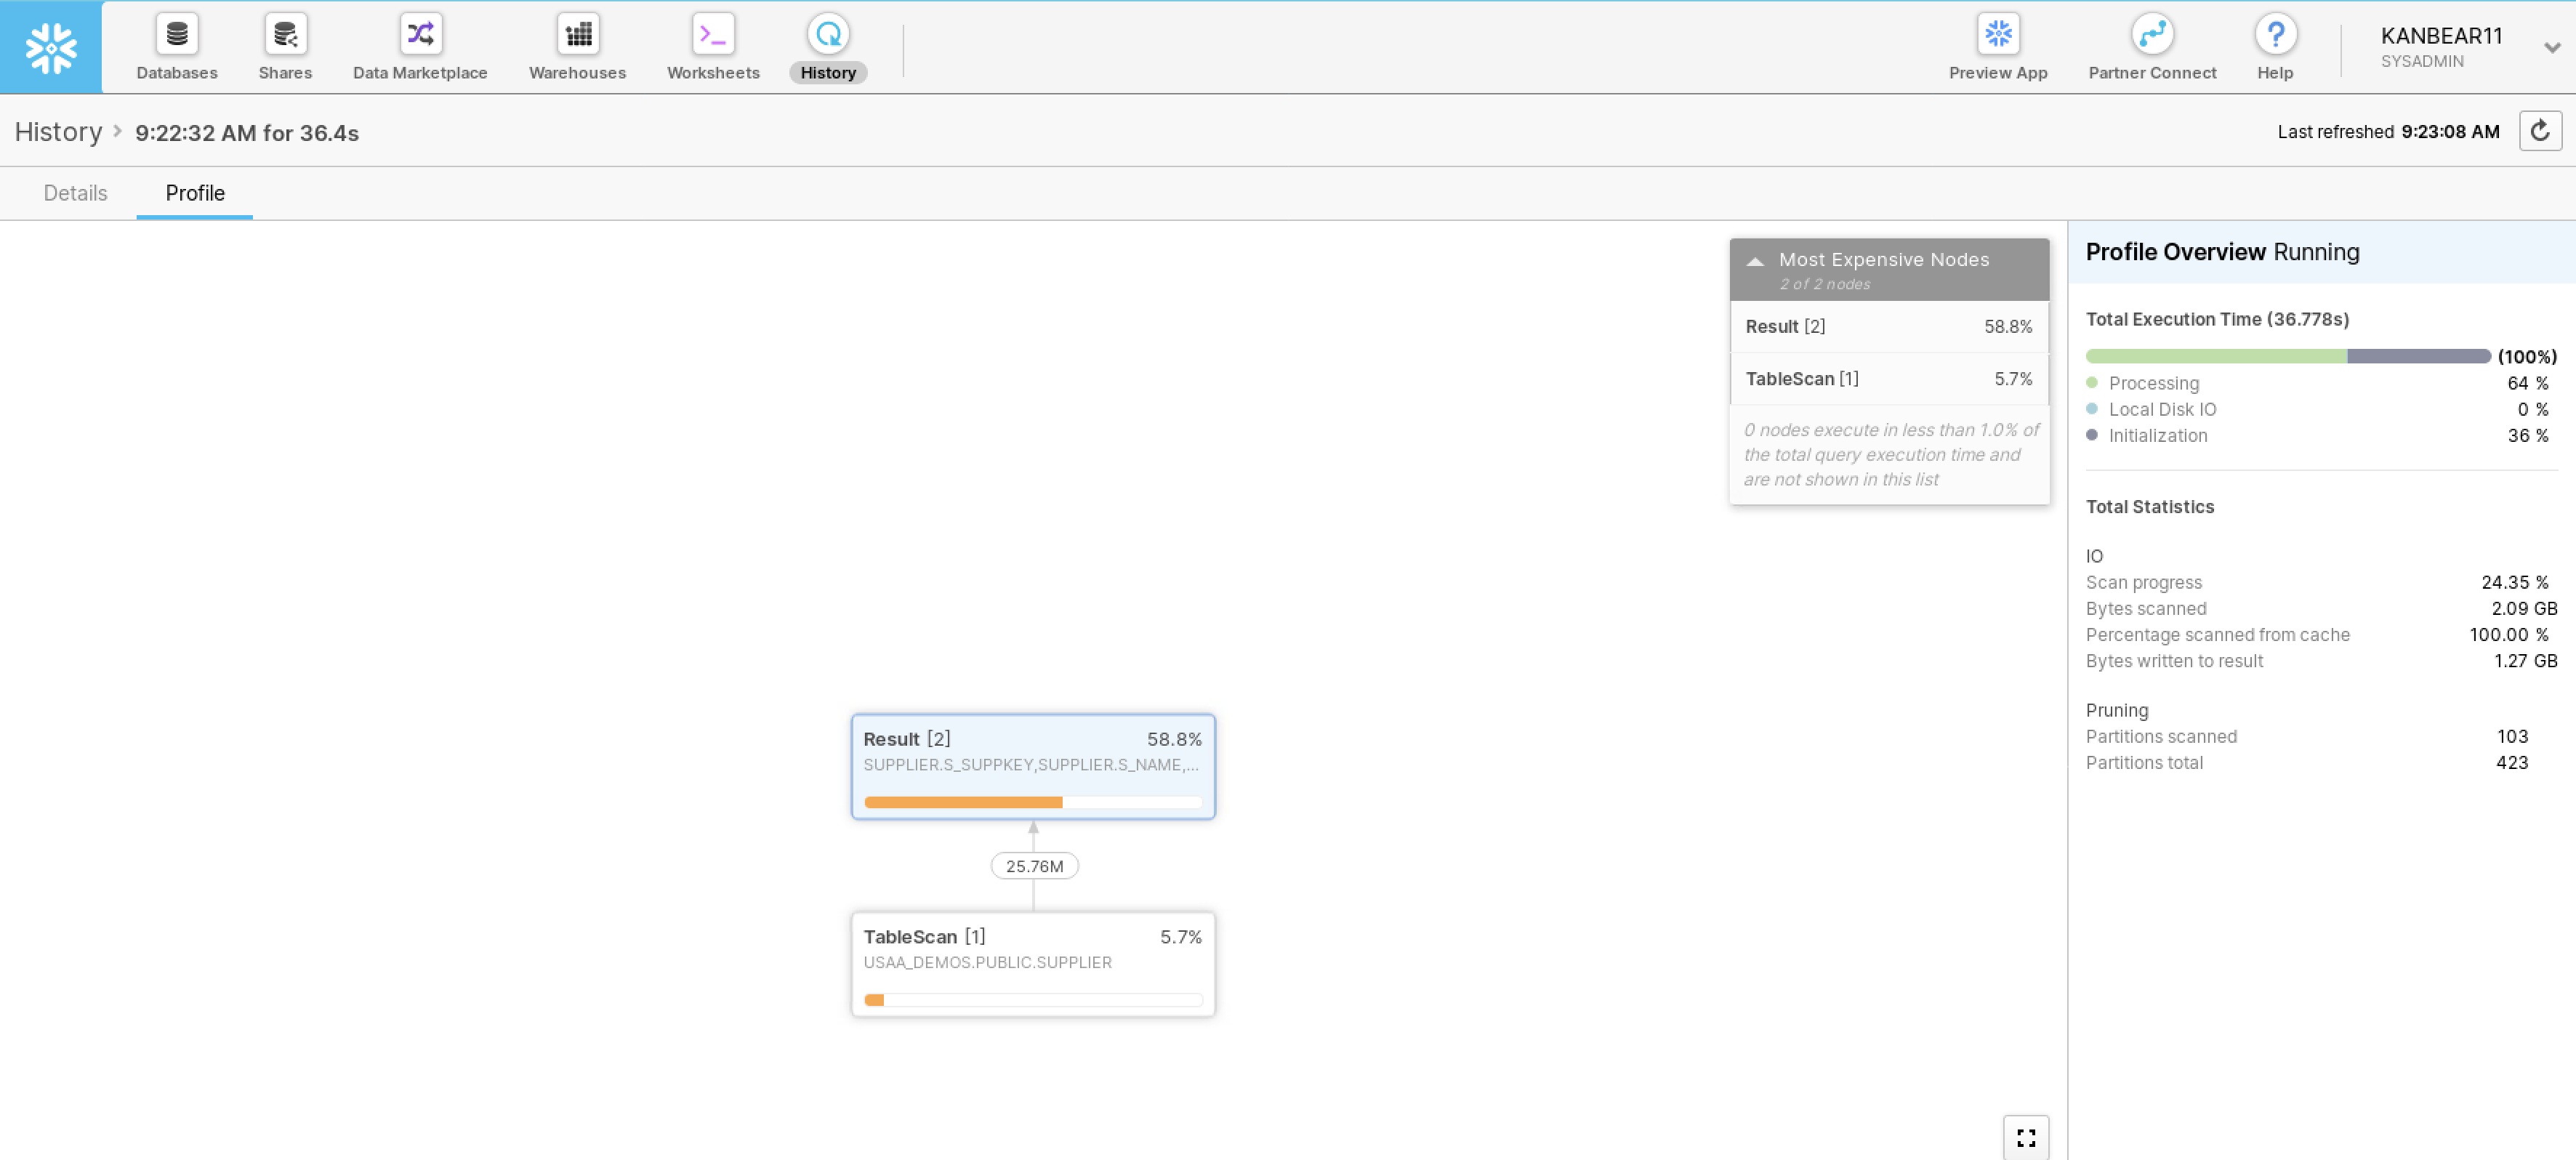 Databases Shares Data Marketplace Warehouses Worksheets History
Preview App Partner Connect Help
KANBEAR11
SYSADMIN
History 9:22:32 AM for 36.4s
Last refreshed 9:23:08 AM
Details Profile
Most Expensive Nodes
2 of 2 nodes
Result [2] 58.8%
TableScan [1] 5.7%
0 nodes execute in less than 1.0% of
the total query execution time and
are not shown in this list
Result [2] 58.8%
SUPPLIER.S_SUPPKEY,SUPPLIER.S_NAME,...
25.76M
TableScan [1] 5.7%
USAA_DEMOS.PUBLIC.SUPPLIER
Profile Overview Running
Total Execution Time (36.778s)
(100%)
Processing 64 %
Local Disk IO 0 %
Initialization 36 %
Total Statistics
IO
Scan progress 24.35 %
Bytes scanned 2.09 GB
Percentage scanned from cache 100.00 %
Bytes written to result 1.27 GB
Pruning
Partitions scanned 103
Partitions total 423